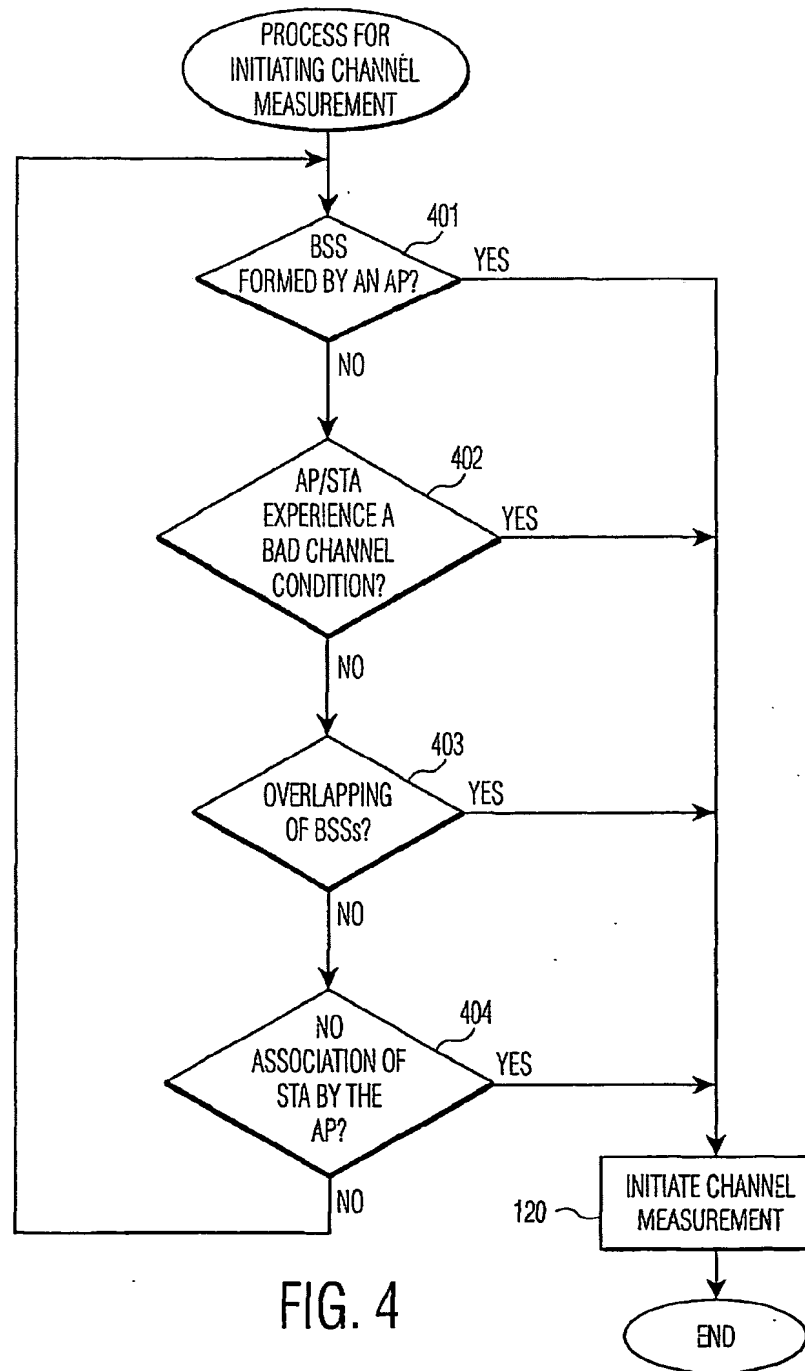 PROCESS FOR
INITIATING CHANNEL
MEASUREMENT
401
BSS
FORMED BY AN AP?
YES
NO
402
AP/STA
EXPERIENCE A
BAD CHANNEL
CONDITION?
YES
NO
403
OVERLAPPING
OF BSSs?
YES
NO
404
NO
ASSOCIATION OF
STA BY THE
AP?
YES
NO
120
INITIATE CHANNEL
MEASUREMENT
END
FIG. 4